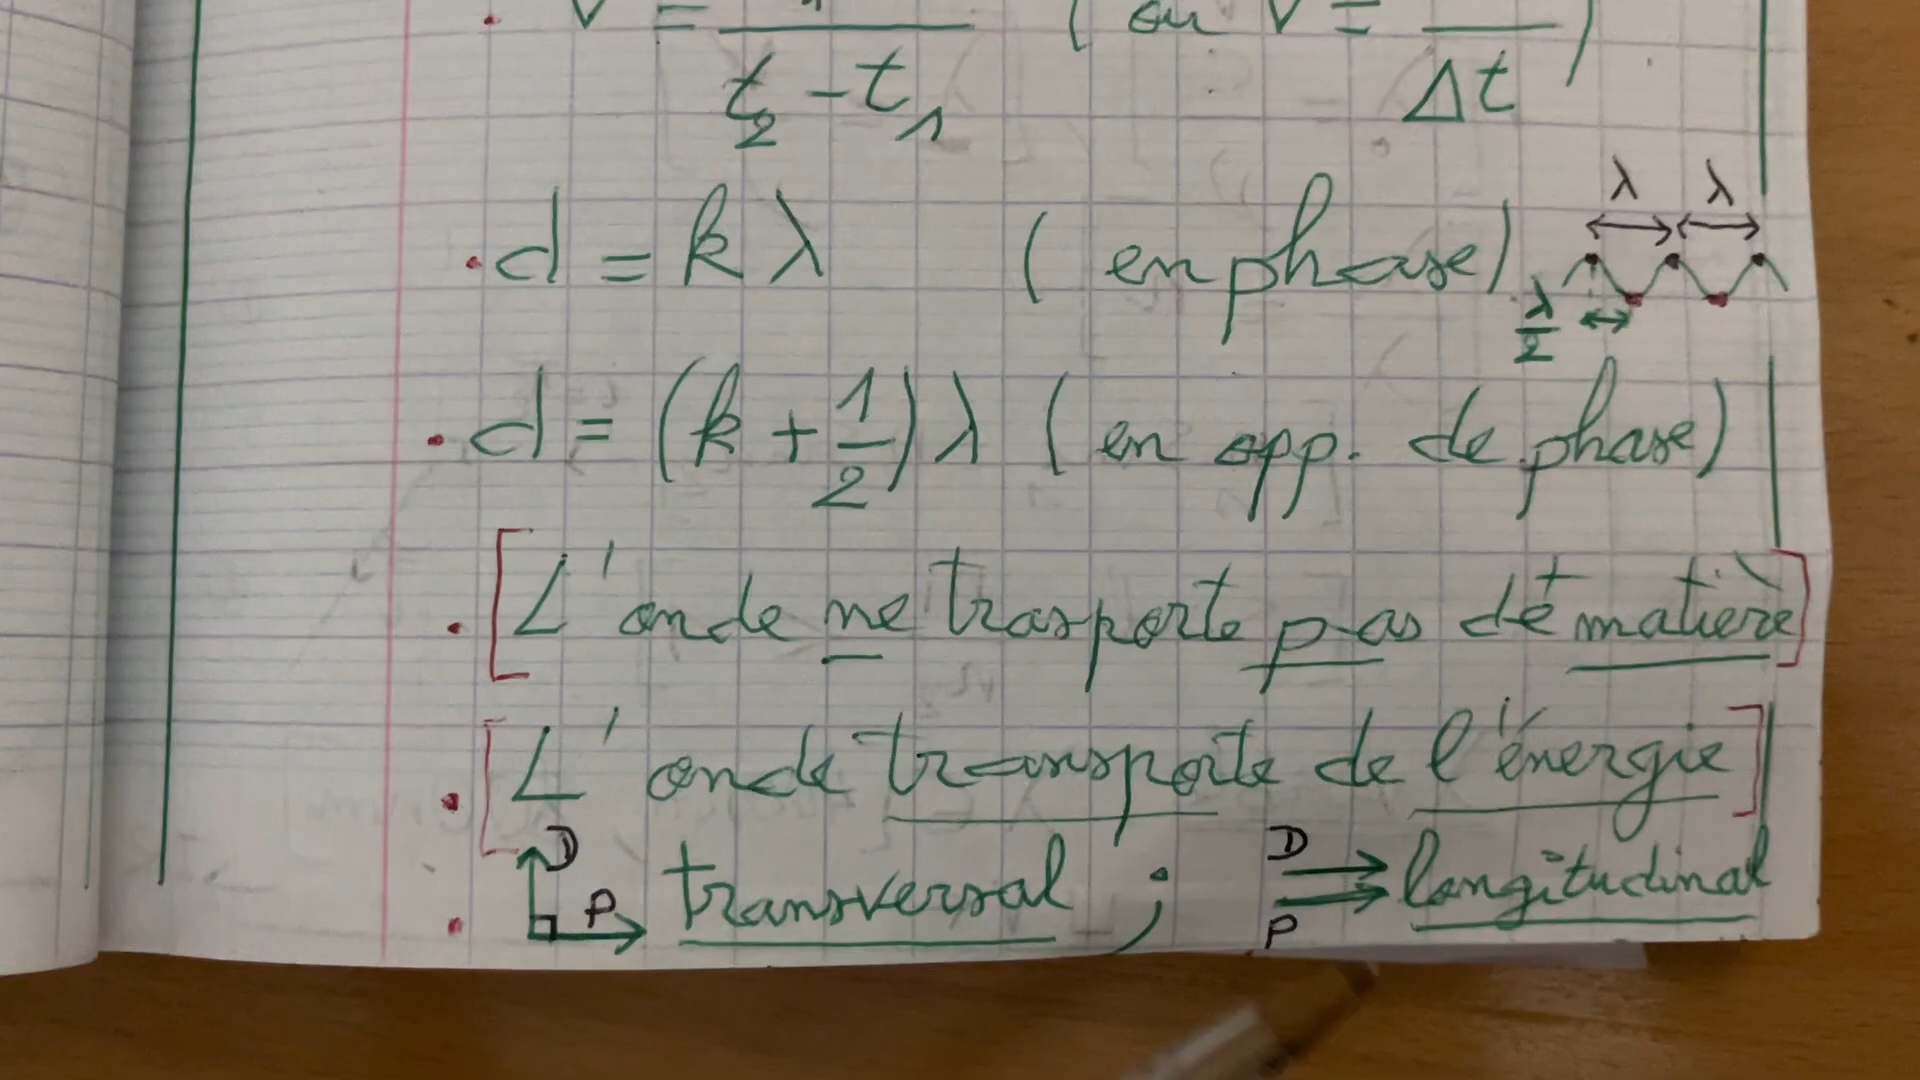 V = t₂ - t₁ ( ou V = Δt )
• d = k λ ( en phase ) λ λ
λ/2
• d = (k + 1/2) λ ( en opp. de phase )
• [ L'onde ne trasporte pas de matière ]
• [ L'onde transporte de l'énergie ]
• D P transversal ; D P longitudinal